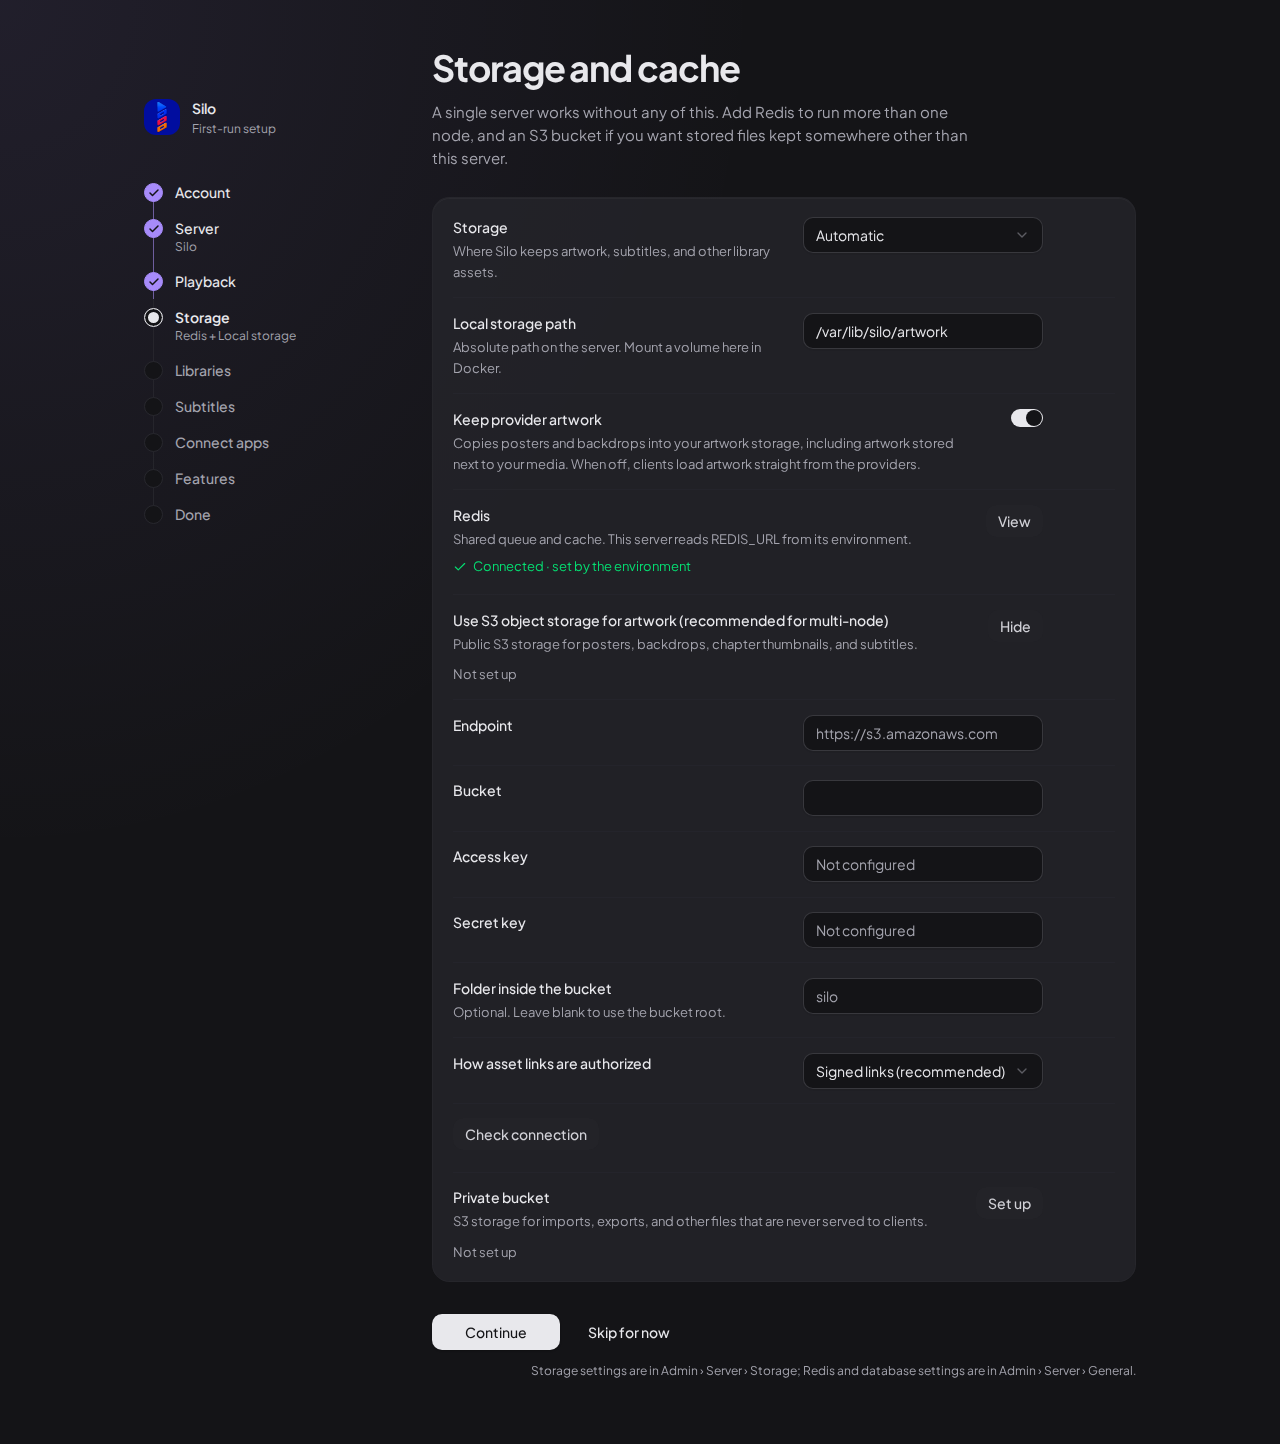 Silo
First-run setup
Account
Server
Silo
Playback
Storage
Redis + Local storage
Libraries
Subtitles
Connect apps
Features
Done
Storage and cache
A single server works without any of this. Add Redis to run more than one
node, and an S3 bucket if you want stored files kept somewhere other than
this server.
Storage
Where Silo keeps artwork, subtitles, and other library
assets.
Automatic
Local storage path
Absolute path on the server. Mount a volume here in
Docker.
/var/lib/silo/artwork
Keep provider artwork
Copies posters and backdrops into your artwork storage, including artwork stored
next to your media. When off, clients load artwork straight from the providers.
Redis
Shared queue and cache. This server reads REDIS_URL from its environment.
Connected · set by the environment
View
Use S3 object storage for artwork (recommended for multi-node)
Public S3 storage for posters, backdrops, chapter thumbnails, and subtitles.
Not set up
Hide
Endpoint
https://s3.amazonaws.com
Bucket
Access key
Not configured
Secret key
Not configured
Folder inside the bucket
Optional. Leave blank to use the bucket root.
silo
How asset links are authorized
Signed links (recommended)
Check connection
Private bucket
S3 storage for imports, exports, and other files that are never served to clients.
Not set up
Set up
Continue
Skip for now
Storage settings are in Admin › Server › Storage; Redis and database settings are in Admin › Server › General.